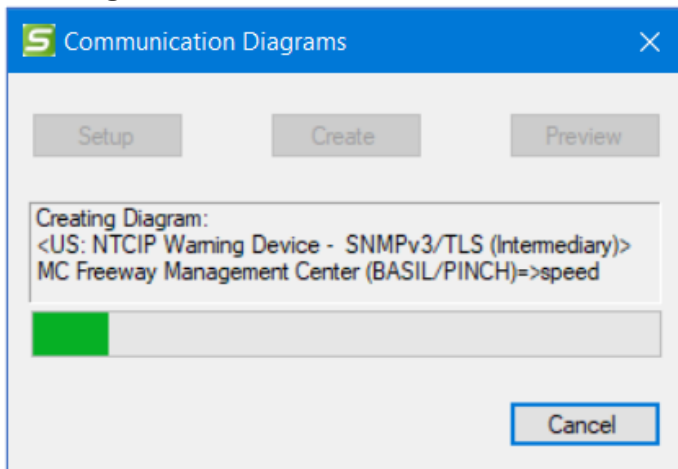 Communication Diagrams
Setup Create Preview
Creating Diagram:
<US: NTCIP Warning Device - SNMPv3/TLS (Intermediary)>
MC Freeway Management Center (BASIL/PINCH)=>speed
Cancel